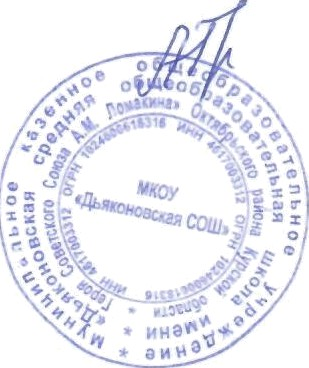 Муниципальное казенное общеобразовательное учреждение *
«Дьяконовская средняя общеобразовательная школа имени *
Героя Советского Союза А.М. Ломакина» Октябрьского района Курской области *
ИНН 4617003312 ОГРН
МКОУ
«Дьяконовская СОШ»